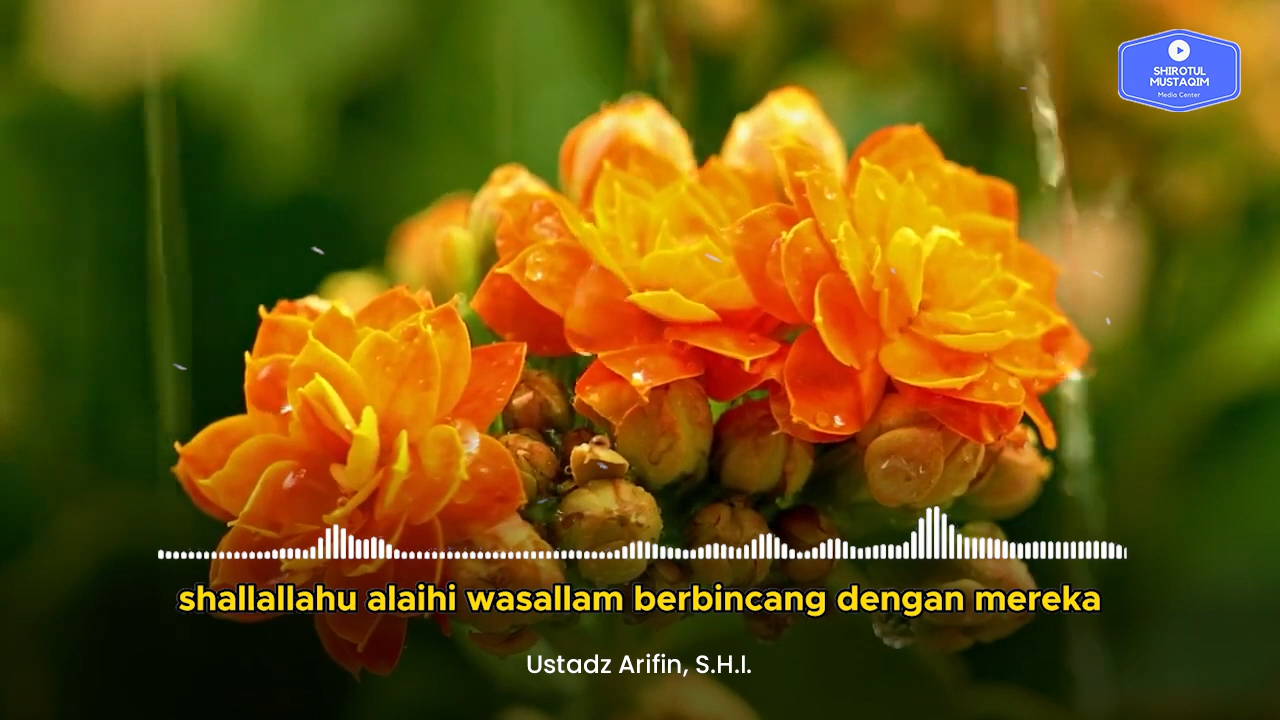 SHIROTUL
MUSTAQIM
Media Center
shallallahu alaihi wasallam berbincang dengan mereka
Ustadz Arifin, S.H.I.